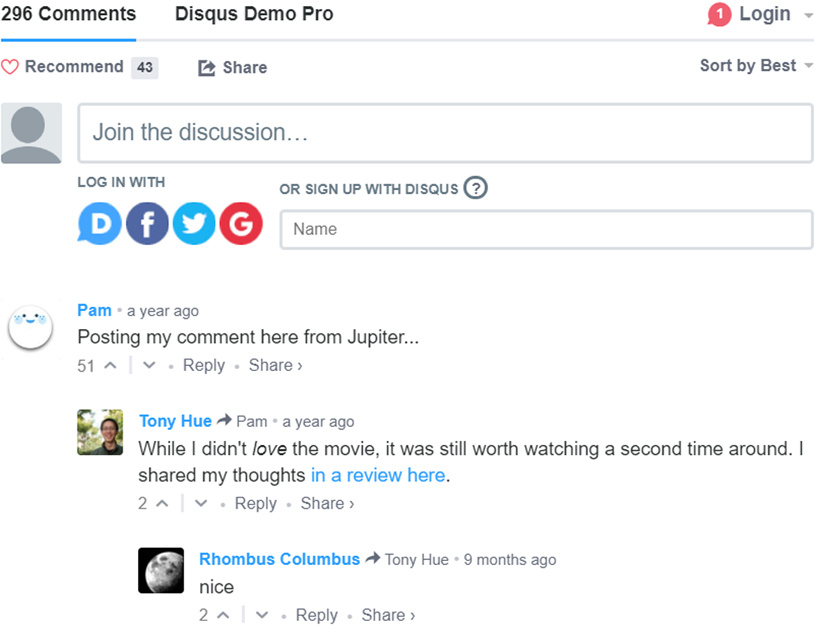 296 Comments Disqus Demo Pro 1 Login
Recommend 43 Share Sort by Best
Join the discussion…
LOG IN WITH OR SIGN UP WITH DISQUS ?
D f G Name
Pam • a year ago
Posting my comment here from Jupiter...
51 | • Reply • Share ›
Tony Hue Pam • a year ago
While I didn't love the movie, it was still worth watching a second time around. I
shared my thoughts in a review here.
2 | • Reply • Share ›
Rhombus Columbus Tony Hue • 9 months ago
nice
2 | • Reply • Share ›